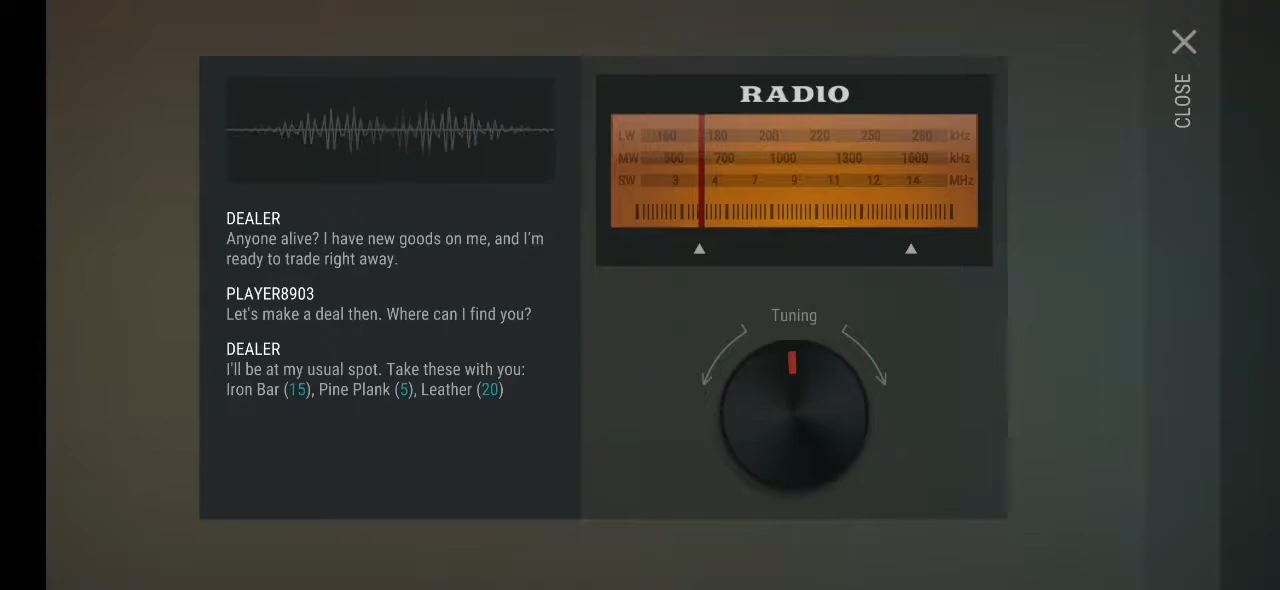 RADIO
LW 160 180 200 220 250 280 kHz
MW 500 700 1000 1300 1600 kHz
SW 3 4 7 9 11 12 14 MHz
CLOSE
DEALER
Anyone alive? I have new goods on me, and I'm
ready to trade right away.
PLAYER8903
Let's make a deal then. Where can I find you?
DEALER
I'll be at my usual spot. Take these with you:
Iron Bar (15), Pine Plank (5), Leather (20)
Tuning